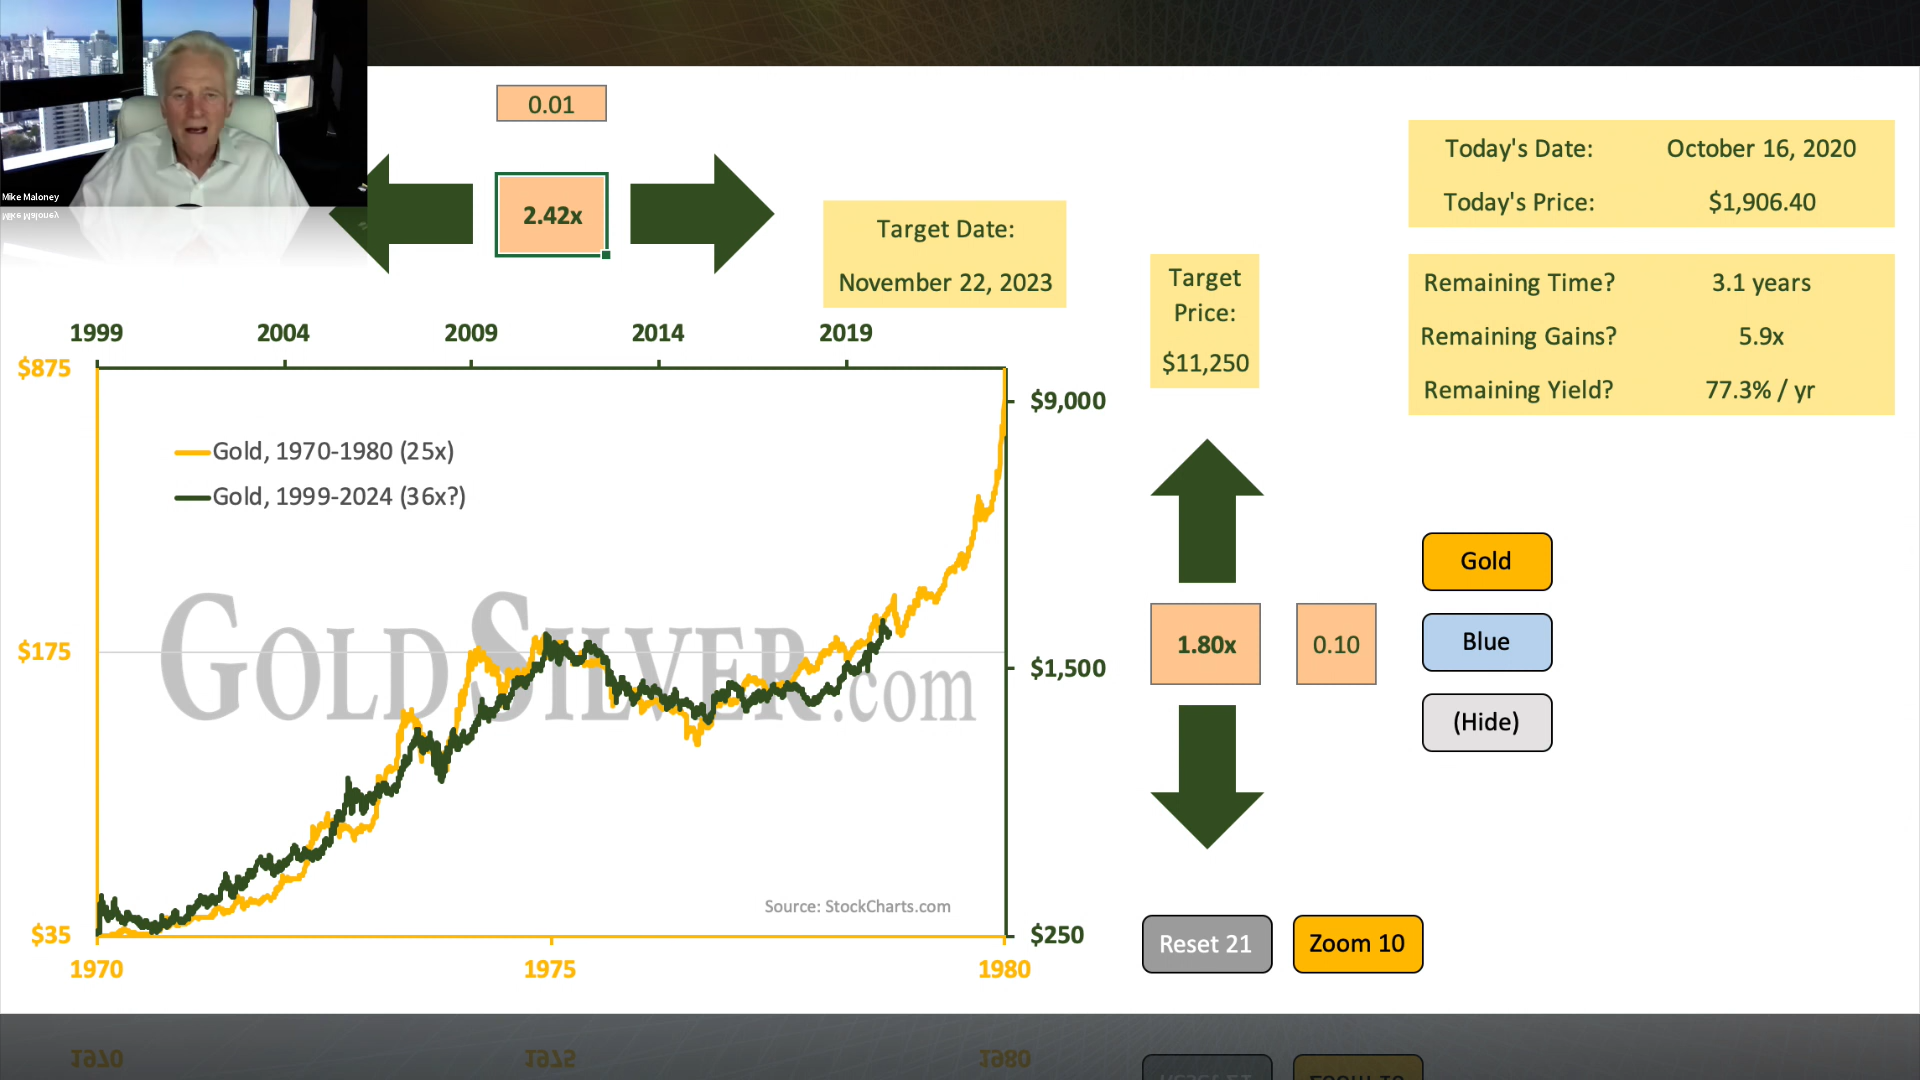 Mike Maloney
0.01
2.42x
Target Date:
November 22, 2023
Target
Price:
$11,250
Today's Date: October 16, 2020
Today's Price: $1,906.40
Remaining Time? 3.1 years
Remaining Gains? 5.9x
Remaining Yield? 77.3% / yr
1999 2004 2009 2014 2019
$875
$9,000
Gold, 1970-1980 (25x)
Gold, 1999-2024 (36x?)
GOLDSILVER.com
$175
$1,500
Source: StockCharts.com
$35
$250
1970 1975 1980
1.80x 0.10
Gold
Blue
(Hide)
Reset 21 Zoom 10